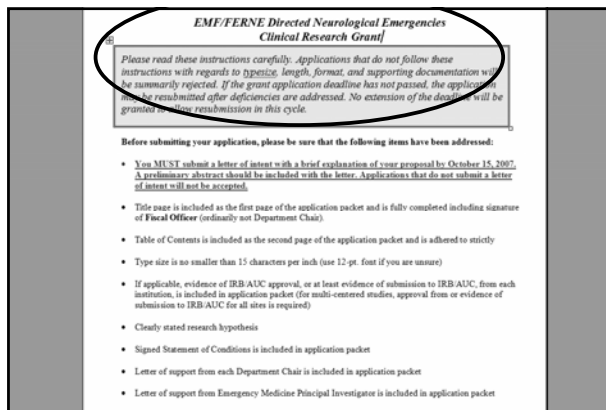 EMF/FERNE Directed Neurological Emergencies
Clinical Research Grant
Please read these instructions carefully. Applications that do not follow these
instructions with regards to typesize, length, format, and supporting documentation will
be summarily rejected. If the grant application deadline has not passed, the application
may be resubmitted after deficiencies are addressed. No extension of the deadline will be
granted to allow resubmission in this cycle.
Before submitting your application, please be sure that the following items have been addressed:
• You MUST submit a letter of intent with a brief explanation of your proposal by October 15, 2007.
A preliminary abstract should be included with the letter. Applications that do not submit a letter
of intent will not be accepted.
• Title page is included as the first page of the application packet and is fully completed including signature
of Fiscal Officer (ordinarily not Department Chair).
• Table of Contents is included as the second page of the application packet and is adhered to strictly
• Type size is no smaller than 15 characters per inch (use 12-pt. font if you are unsure)
• If applicable, evidence of IRB/AUC approval, or at least evidence of submission to IRB/AUC, from each
institution, is included in application packet (for multi-centered studies, approval from or evidence of
submission to IRB/AUC for all sites is required)
• Clearly stated research hypothesis
• Signed Statement of Conditions is included in application packet
• Letter of support from each Department Chair is included in application packet
• Letter of support from Emergency Medicine Principal Investigator is included in application packet